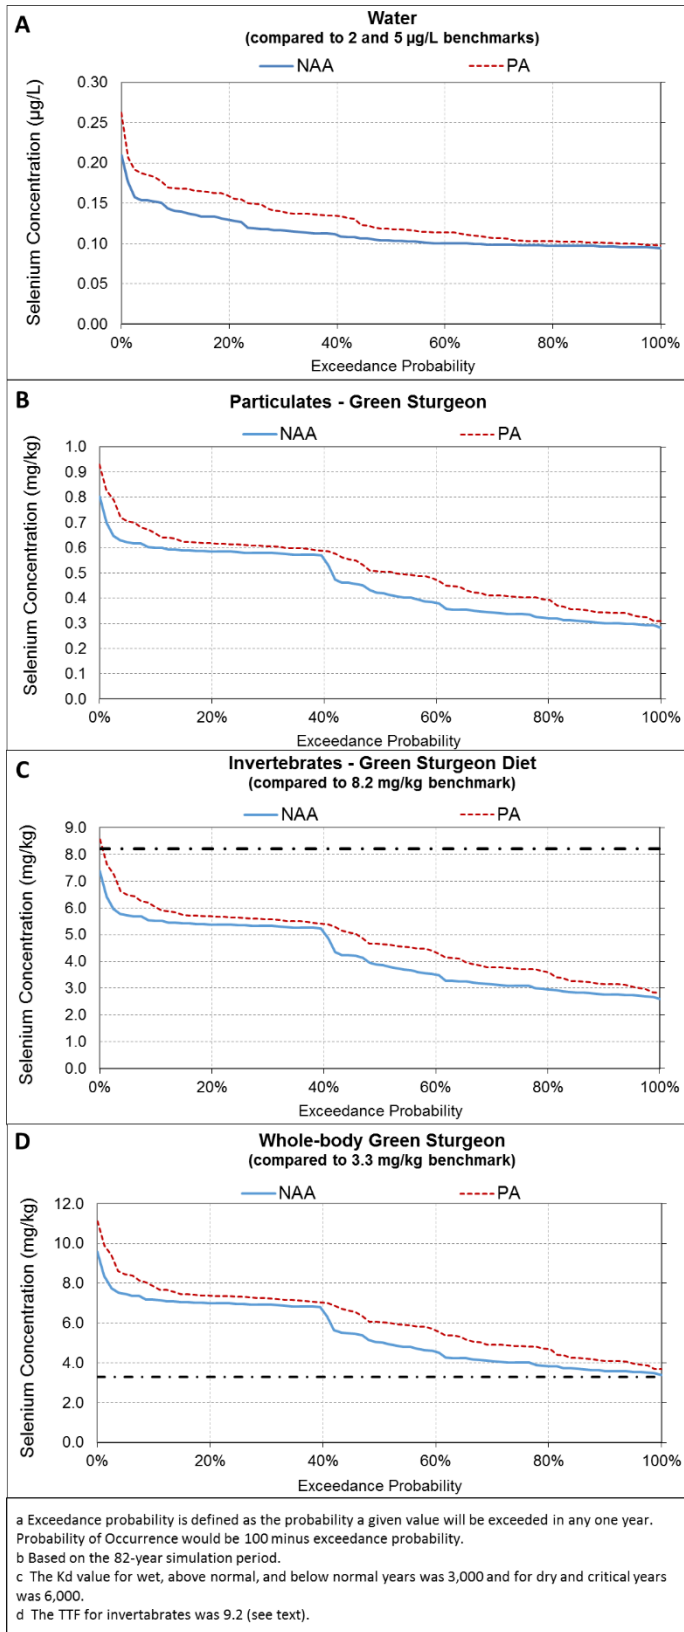 A
Water
(compared to 2 and 5 µg/L benchmarks)
NAA
PA
Selenium Concentration (µg/L)
0.30
0.25
0.20
0.15
0.10
0.05
0.00
0% 20% 40% 60% 80% 100%
Exceedance Probability
B
Particulates - Green Sturgeon
NAA
PA
Selenium Concentration (mg/kg)
1.0
0.9
0.8
0.7
0.6
0.5
0.4
0.3
0.2
0.1
0.0
0% 20% 40% 60% 80% 100%
Exceedance Probability
C
Invertebrates - Green Sturgeon Diet
(compared to 8.2 mg/kg benchmark)
NAA
PA
Selenium Concentration (mg/kg)
9.0
8.0
7.0
6.0
5.0
4.0
3.0
2.0
1.0
0.0
0% 20% 40% 60% 80% 100%
Exceedance Probability
D
Whole-body Green Sturgeon
(compared to 3.3 mg/kg benchmark)
NAA
PA
Selenium Concentration (mg/kg)
12.0
10.0
8.0
6.0
4.0
2.0
0.0
0% 20% 40% 60% 80% 100%
Exceedance Probability
a Exceedance probability is defined as the probability a given value will be exceeded in any one year.
Probability of Occurrence would be 100 minus exceedance probability.
b Based on the 82-year simulation period.
c The Kd value for wet, above normal, and below normal years was 3,000 and for dry and critical years
was 6,000.
d The TTF for invertabrates was 9.2 (see text).